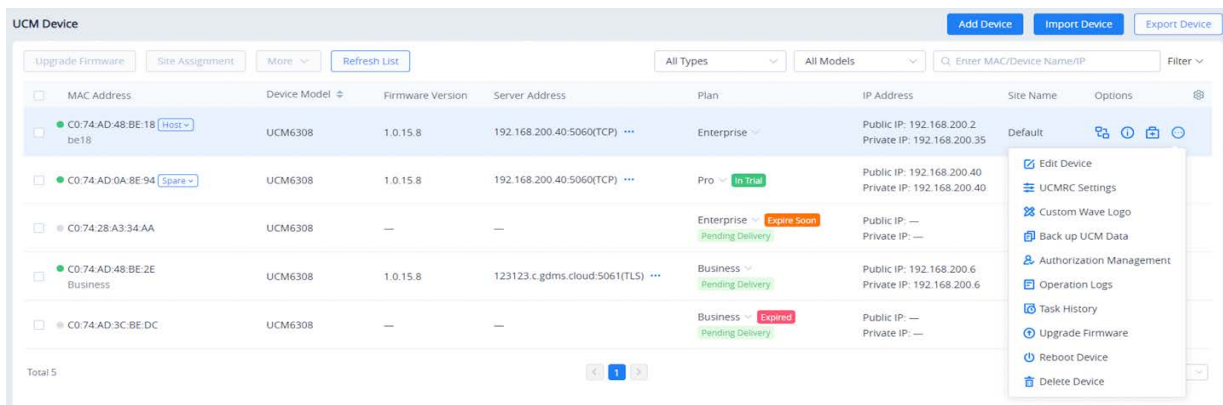 UCM Device
Add Device
Import Device
Export Device
Upgrade Firmware
Site Assignment
More
Refresh List
All Types
All Models
Enter MAC/Device Name/IP
Filter
MAC Address
Device Model
Firmware Version
Server Address
Plan
IP Address
Site Name
Options
C0:74:AD:48:BE:18 Host
be18
UCM6308
1.0.15.8
192.168.200.40:5060(TCP) •••
Enterprise
Public IP: 192.168.200.2
Private IP: 192.168.200.35
Default
C0:74:AD:0A:8E:94 Spare
UCM6308
1.0.15.8
192.168.200.40:5060(TCP) •••
Pro In Trial
Public IP: 192.168.200.40
Private IP: 192.168.200.40
C0:74:28:A3:34:AA
UCM6308
—
—
Enterprise Expire Soon
Pending Delivery
Public IP: —
Private IP: —
C0:74:AD:48:BE:2E
Business
UCM6308
1.0.15.8
123123.c.gdms.cloud:5061(TLS) •••
Business
Pending Delivery
Public IP: 192.168.200.6
Private IP: 192.168.200.6
C0:74:AD:3C:BE:DC
UCM6308
—
—
Business Expired
Pending Delivery
Public IP: —
Private IP: —
Edit Device
UCMRC Settings
Custom Wave Logo
Back up UCM Data
Authorization Management
Operation Logs
Task History
Upgrade Firmware
Reboot Device
Delete Device
Total 5
< 1 >